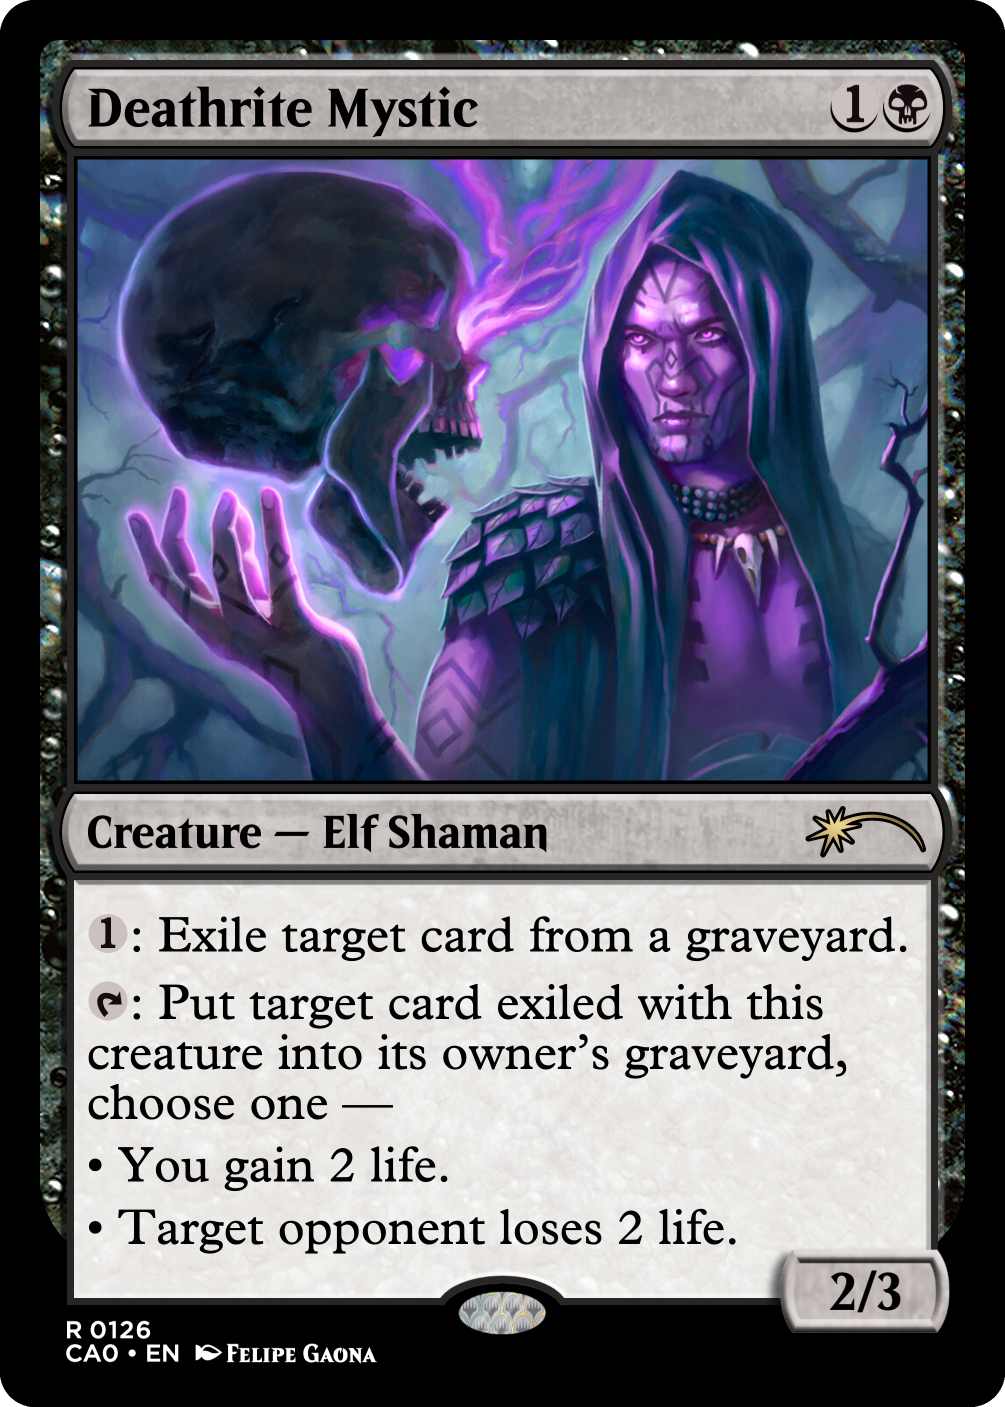 Deathrite Mystic 1
Creature — Elf Shaman
1: Exile target card from a graveyard.
: Put target card exiled with this
creature into its owner's graveyard,
choose one —
• You gain 2 life.
• Target opponent loses 2 life.
2/3
R 0126
CAO • EN Felipe Gaona